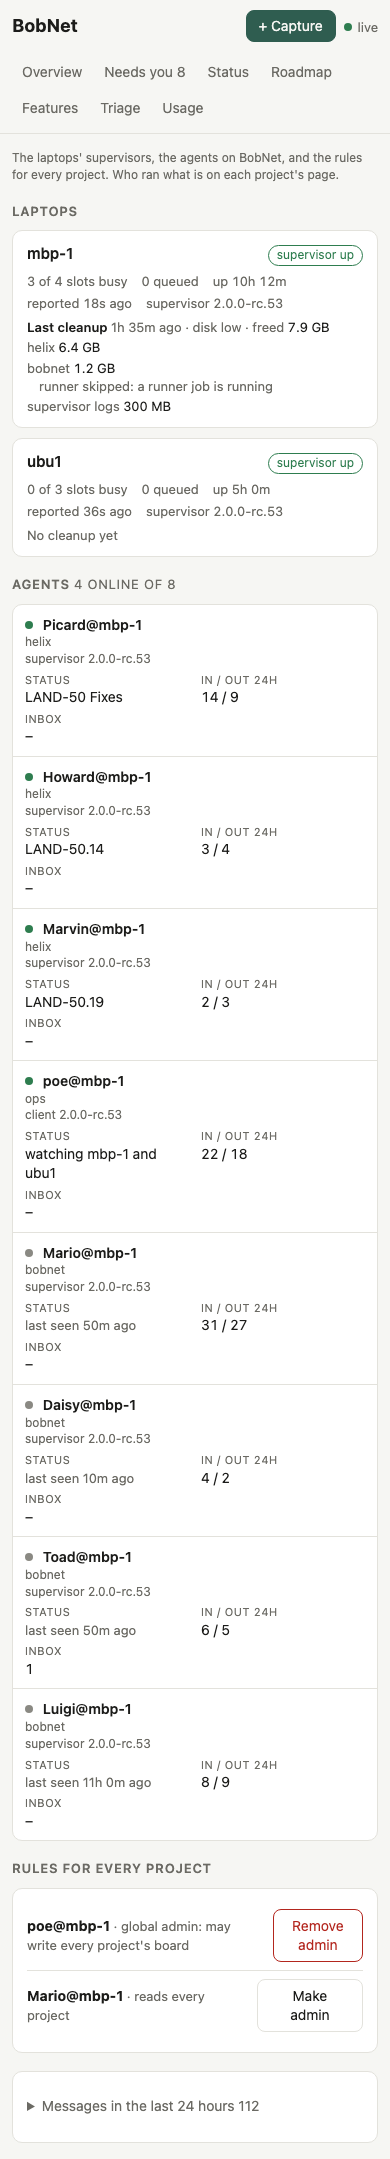 BobNet
+ Capture
live
Overview
Needs you 8
Status
Roadmap
Features
Triage
Usage
The laptops' supervisors, the agents on BobNet, and the rules
for every project. Who ran what is on each project's page.
LAPTOPS
mbp-1
supervisor up
3 of 4 slots busy 0 queued up 10h 12m
reported 18s ago supervisor 2.0.0-rc.53
Last cleanup 1h 35m ago · disk low · freed 7.9 GB
helix 6.4 GB
bobnet 1.2 GB
runner skipped: a runner job is running
supervisor logs 300 MB
ubu1
supervisor up
0 of 3 slots busy 0 queued up 5h 0m
reported 36s ago supervisor 2.0.0-rc.53
No cleanup yet
AGENTS 4 ONLINE OF 8
Picard@mbp-1
helix
supervisor 2.0.0-rc.53
STATUS IN / OUT 24H
LAND-50 Fixes 14 / 9
INBOX
–
Howard@mbp-1
helix
supervisor 2.0.0-rc.53
STATUS IN / OUT 24H
LAND-50.14 3 / 4
INBOX
–
Marvin@mbp-1
helix
supervisor 2.0.0-rc.53
STATUS IN / OUT 24H
LAND-50.19 2 / 3
INBOX
–
poe@mbp-1
ops
client 2.0.0-rc.53
STATUS IN / OUT 24H
watching mbp-1 and 22 / 18
ubu1
INBOX
–
Mario@mbp-1
bobnet
supervisor 2.0.0-rc.53
STATUS IN / OUT 24H
last seen 50m ago 31 / 27
INBOX
–
Daisy@mbp-1
bobnet
supervisor 2.0.0-rc.53
STATUS IN / OUT 24H
last seen 10m ago 4 / 2
INBOX
–
Toad@mbp-1
bobnet
supervisor 2.0.0-rc.53
STATUS IN / OUT 24H
last seen 50m ago 6 / 5
INBOX
1
Luigi@mbp-1
bobnet
supervisor 2.0.0-rc.53
STATUS IN / OUT 24H
last seen 11h 0m ago 8 / 9
INBOX
–
RULES FOR EVERY PROJECT
poe@mbp-1 · global admin: may
write every project's board
Remove
admin
Mario@mbp-1 · reads every
project
Make
admin
Messages in the last 24 hours 112